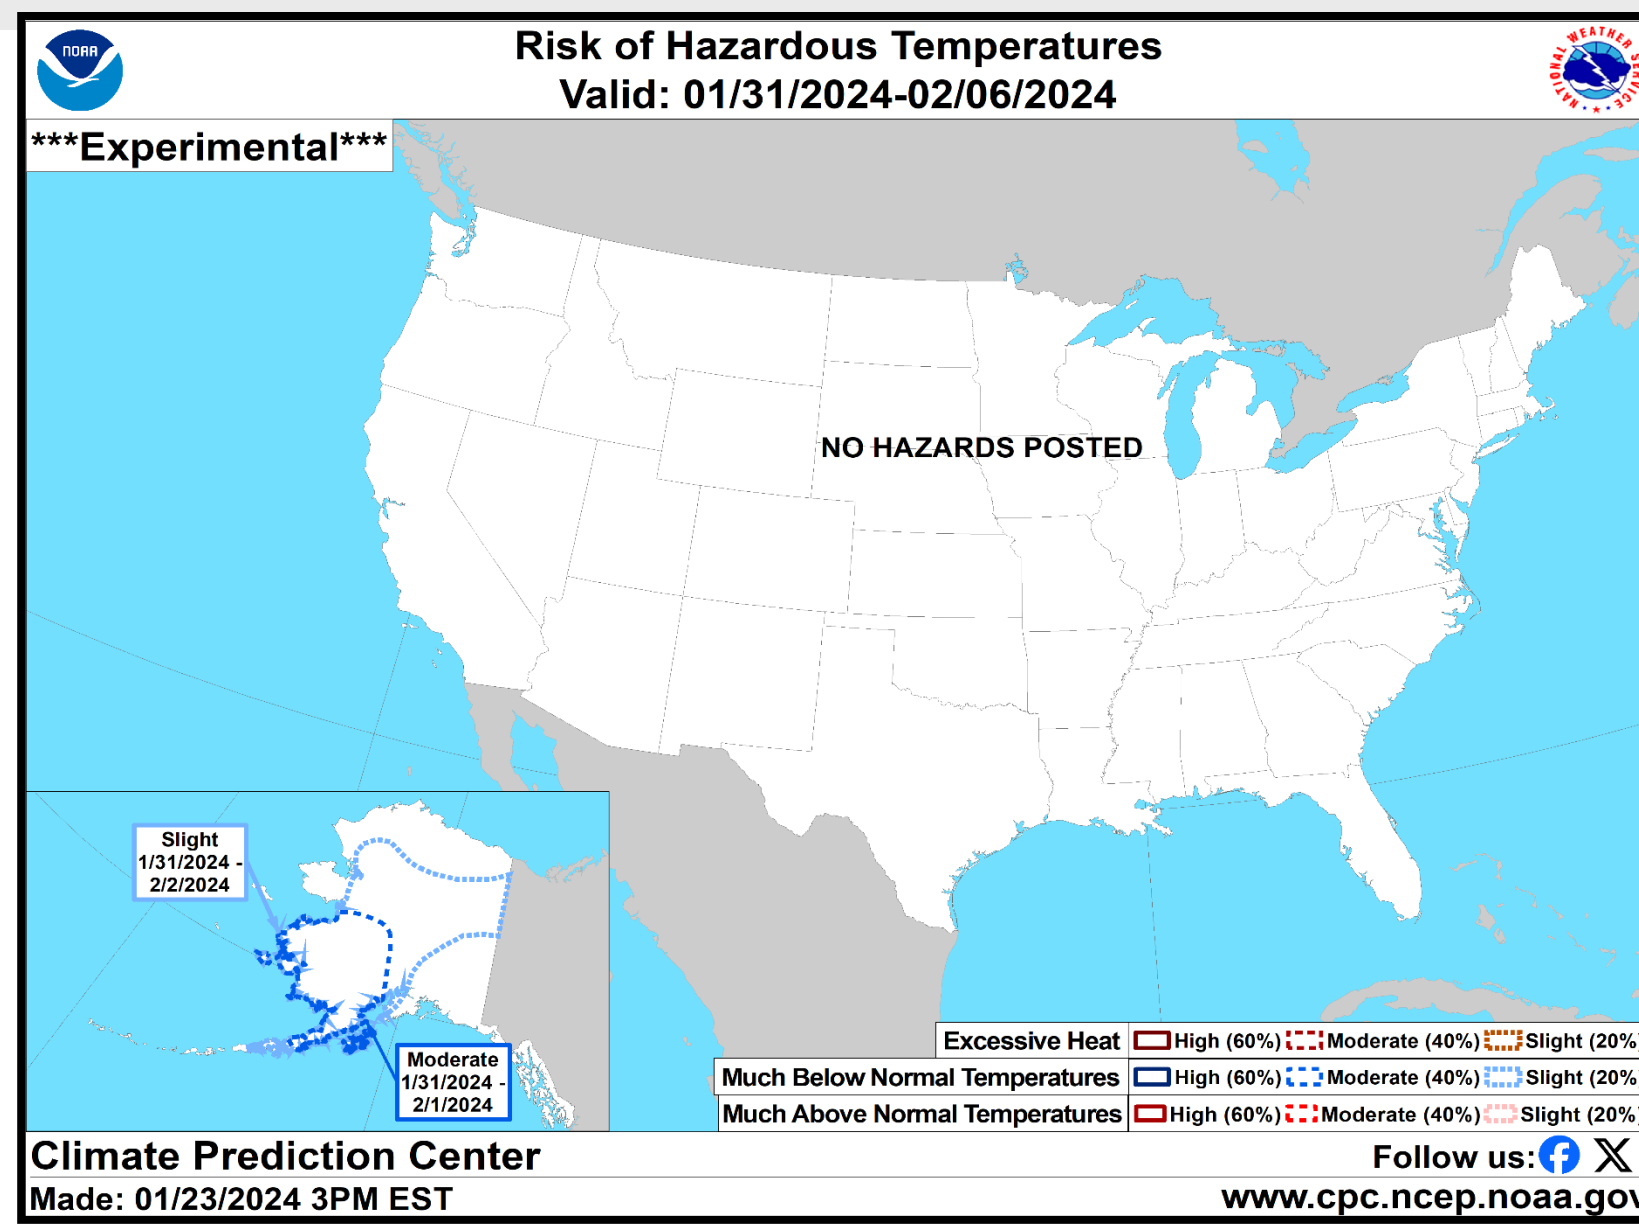 NOAA
Risk of Hazardous Temperatures
Valid: 01/31/2024-02/06/2024
NATIONAL WEATHER SERVICE
***Experimental***
NO HAZARDS POSTED
Slight
1/31/2024 -
2/2/2024
Moderate
1/31/2024 -
2/1/2024
Excessive Heat High (60%) Moderate (40%) Slight (20%)
Much Below Normal Temperatures High (60%) Moderate (40%) Slight (20%)
Much Above Normal Temperatures High (60%) Moderate (40%) Slight (20%)
Climate Prediction Center
Follow us:
Made: 01/23/2024 3PM EST
www.cpc.ncep.noaa.gov